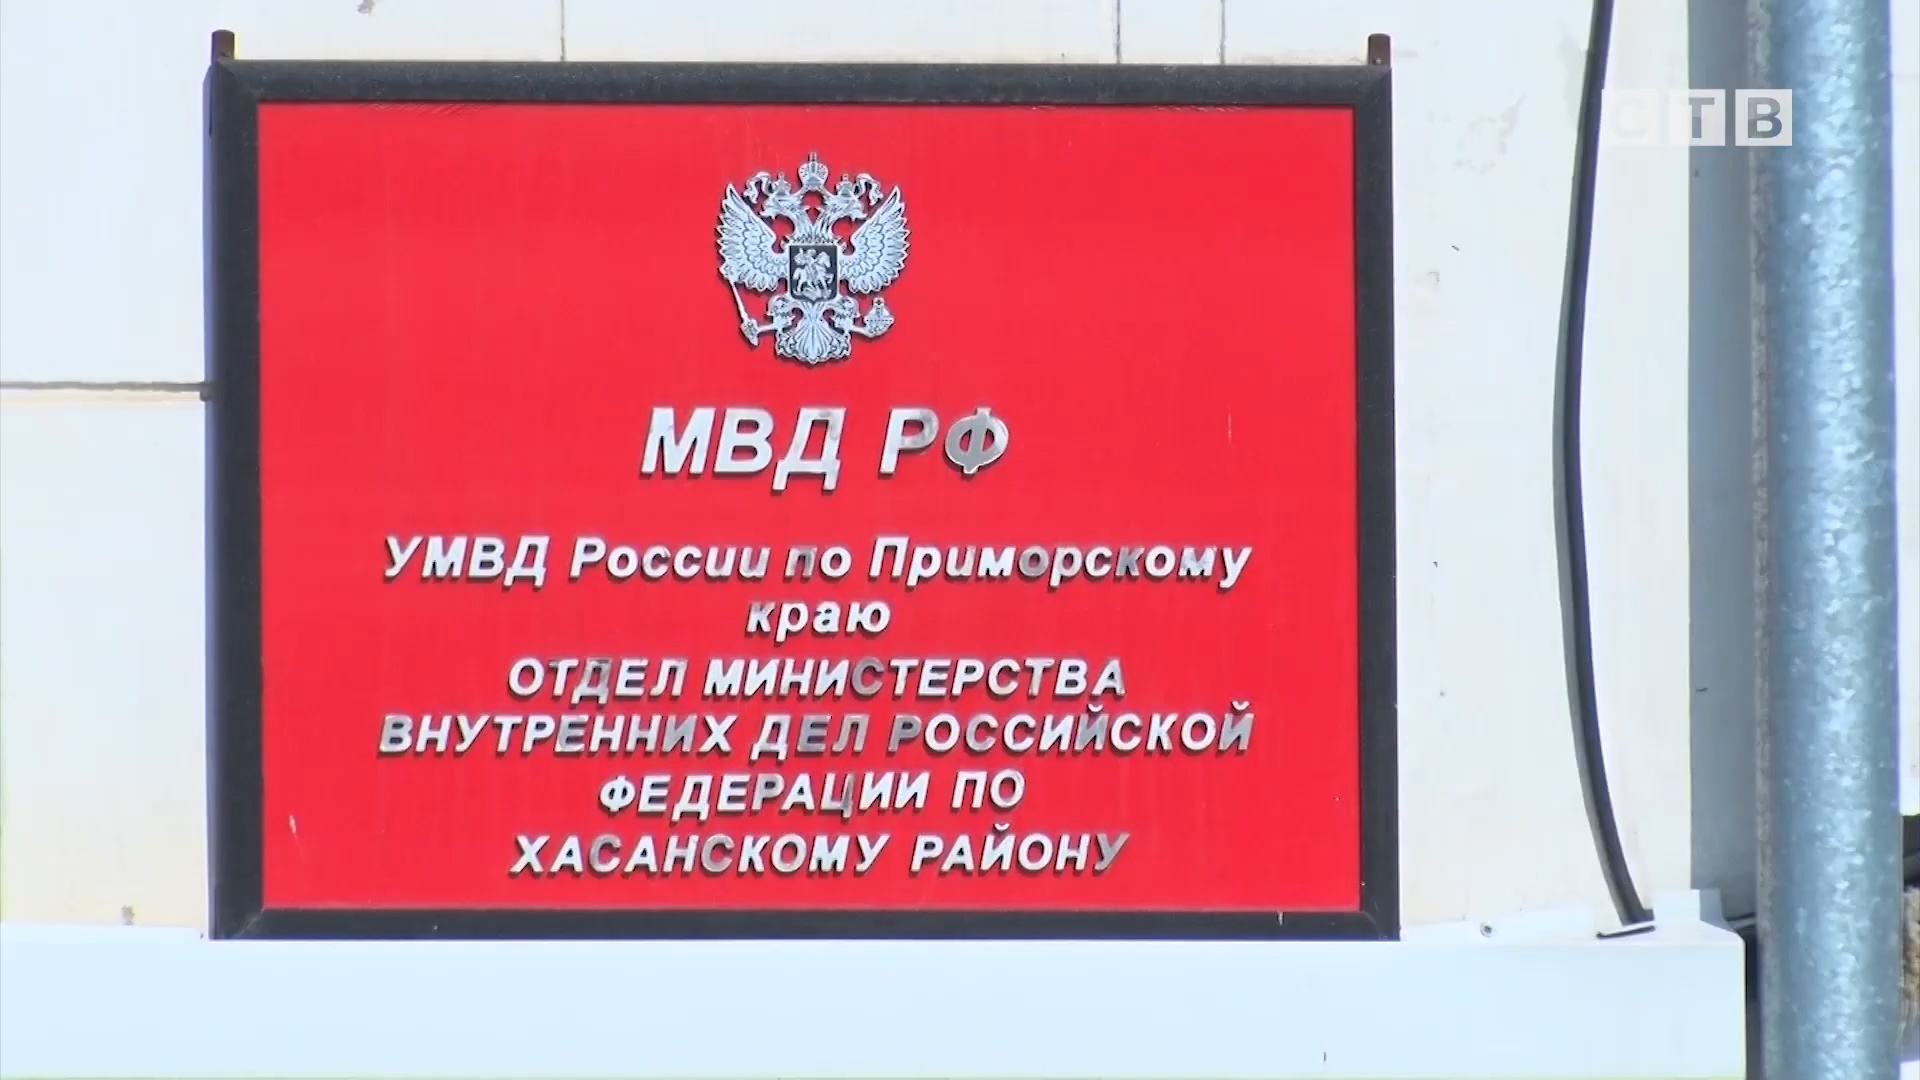 СТВ
МВД РФ
УМВД России по Приморскому
краю
ОТДЕЛ МИНИСТЕРСТВА
ВНУТРЕННИХ ДЕЛ РОССИЙСКОЙ
ФЕДЕРАЦИИ ПО
ХАСАНСКОМУ РАЙОНУ